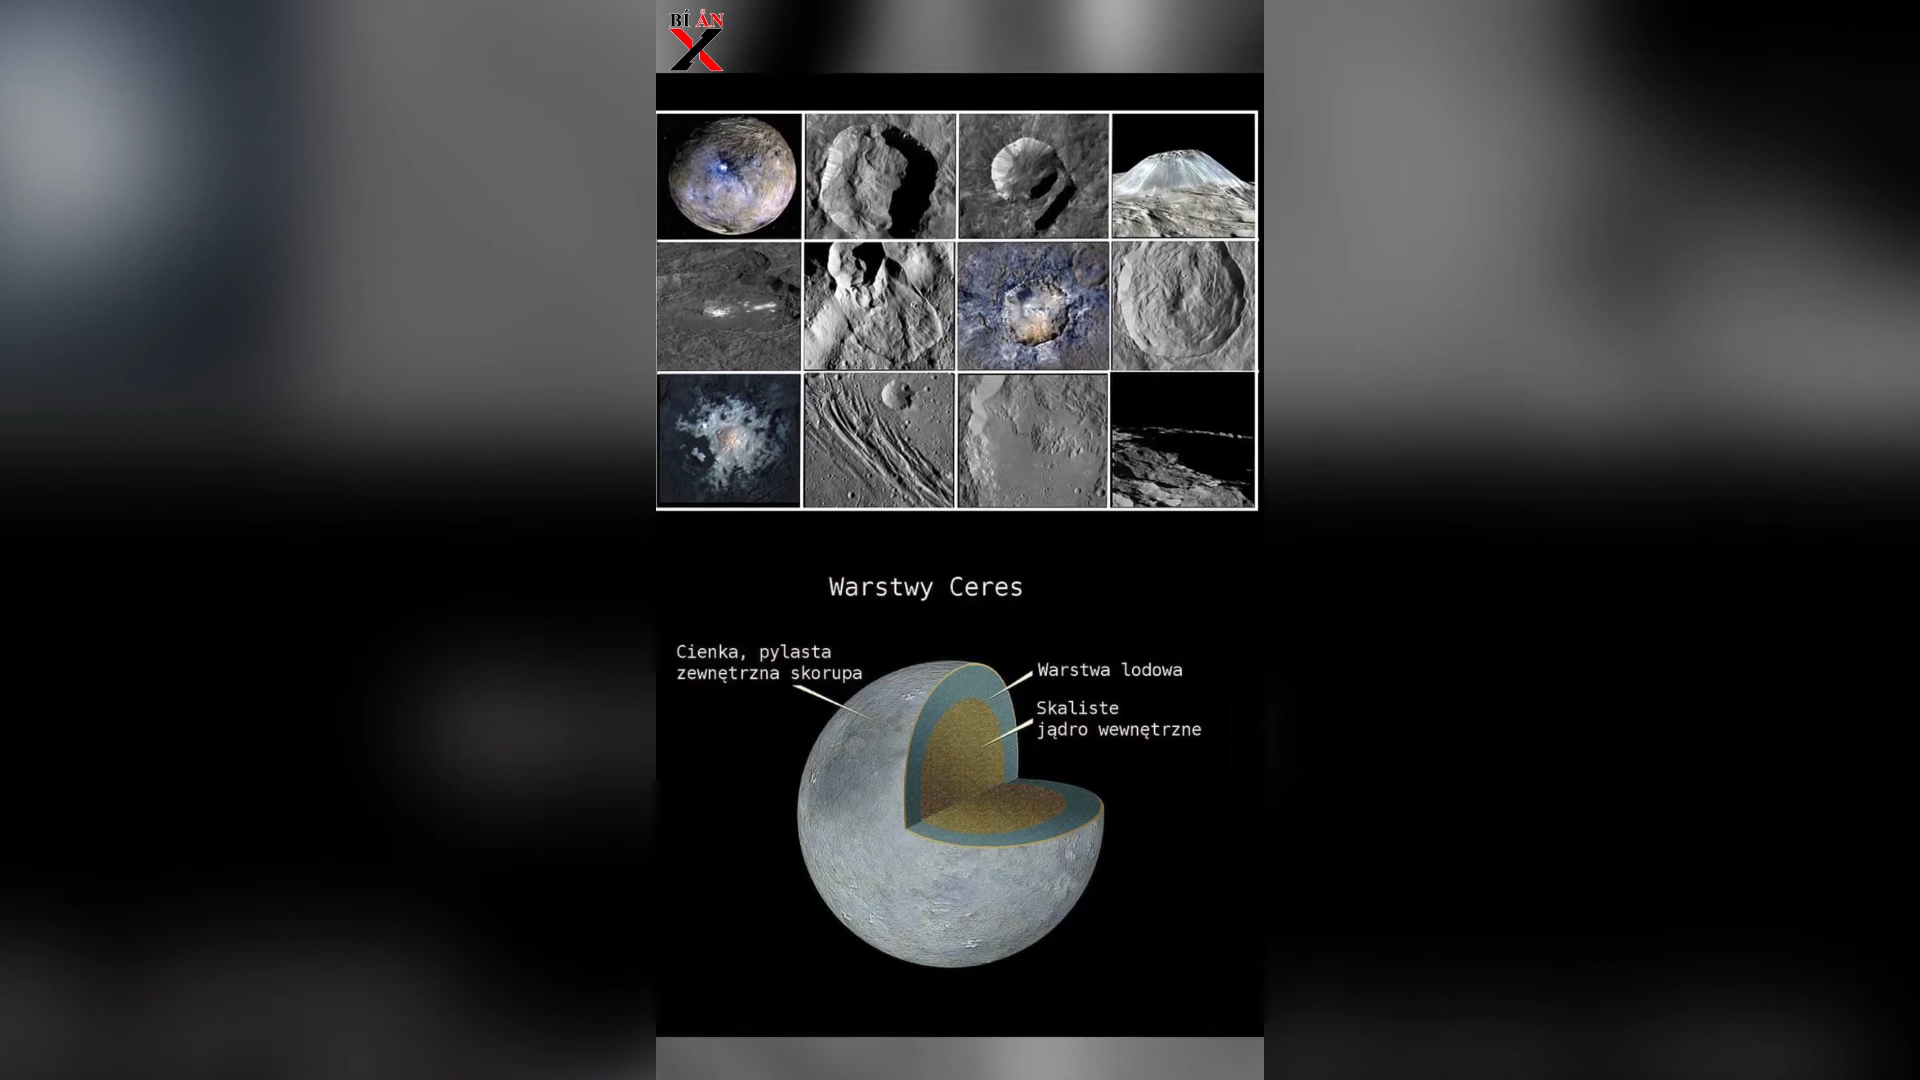 BÍ ẨN
X
Warstwy Ceres
Cienka, pylasta
zewnętrzna skorupa
Warstwa lodowa
Skaliste
jądro wewnętrzne